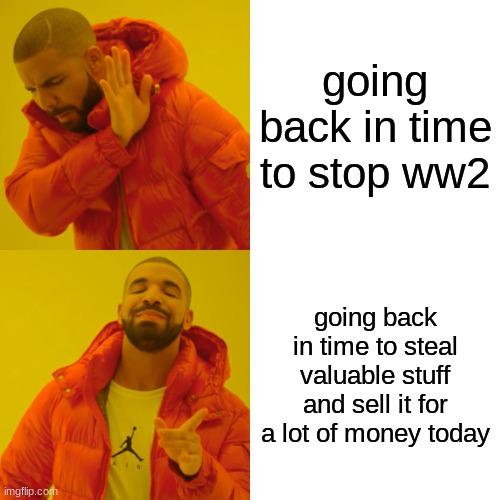 going
back in time
to stop ww2
going back
in time to steal
valuable stuff
and sell it for
a lot of money today
imgflip.com